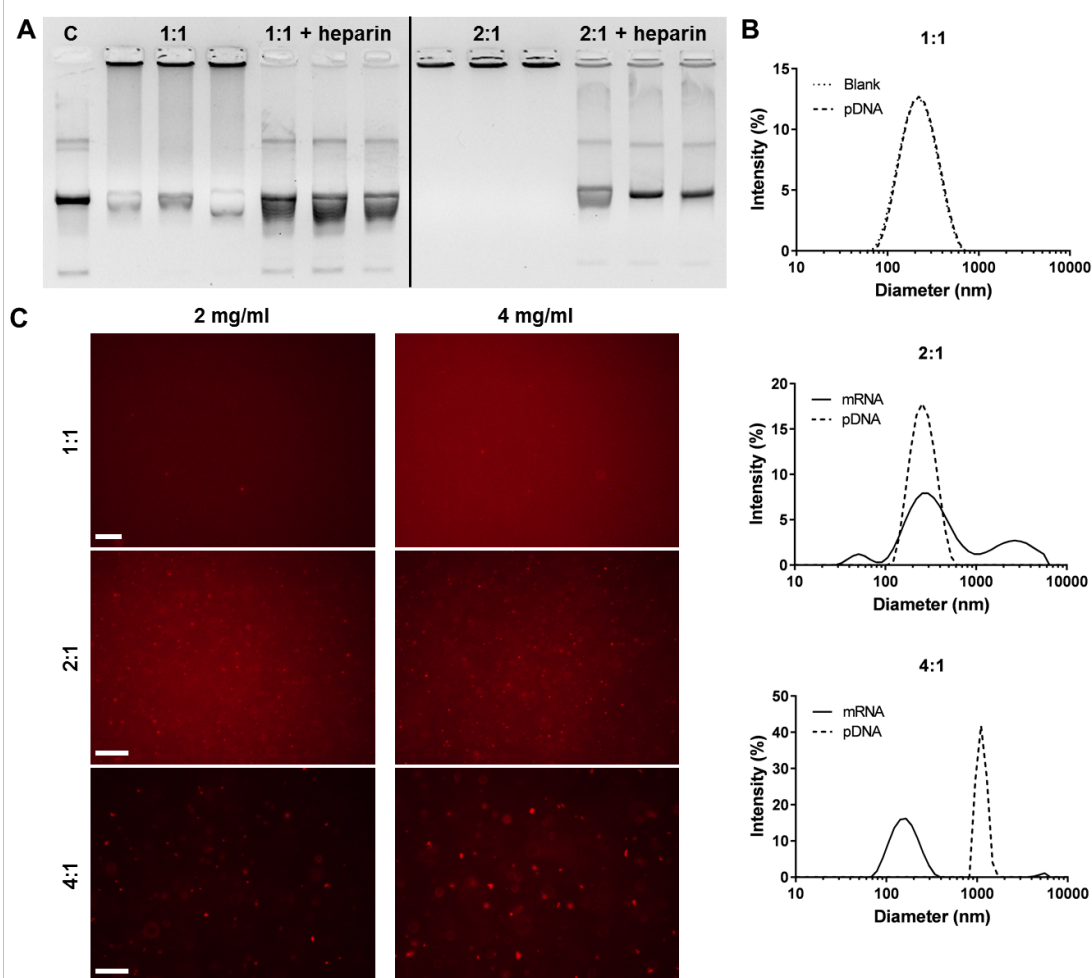 A
C 1:1 1:1 + heparin 2:1 2:1 + heparin
B
1:1
Blank
pDNA
Intensity (%)
15
10
5
0
10 100 1000 10000
Diameter (nm)
2:1
mRNA
pDNA
Intensity (%)
20
15
10
5
0
10 100 1000 10000
Diameter (nm)
4:1
mRNA
pDNA
Intensity (%)
50
40
30
20
10
0
10 100 1000 10000
Diameter (nm)
C
2 mg/ml 4 mg/ml
1:1
2:1
4:1